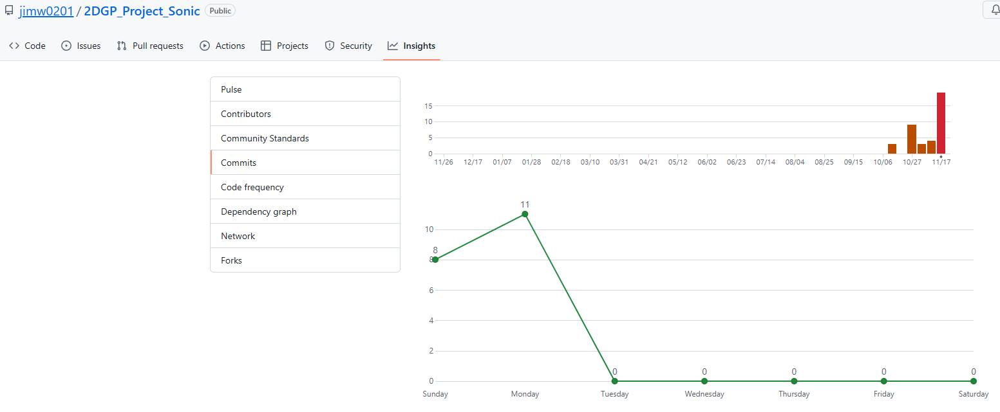 jimw0201 / 2DGP_Project_Sonic Public
Code Issues Pull requests Actions Projects Security Insights
Pulse
Contributors
Community Standards
Commits
Code frequency
Dependency graph
Network
Forks
15
10
5
0
11/26 12/17 01/07 01/28 02/18 03/10 03/31 04/21 05/12 06/02 06/23 07/14 08/04 08/25 09/15 10/06 10/27 11/17
11
10
8
8
6
4
2
0 0 0 0 0
0
Sunday Monday Tuesday Wednesday Thursday Friday Saturday